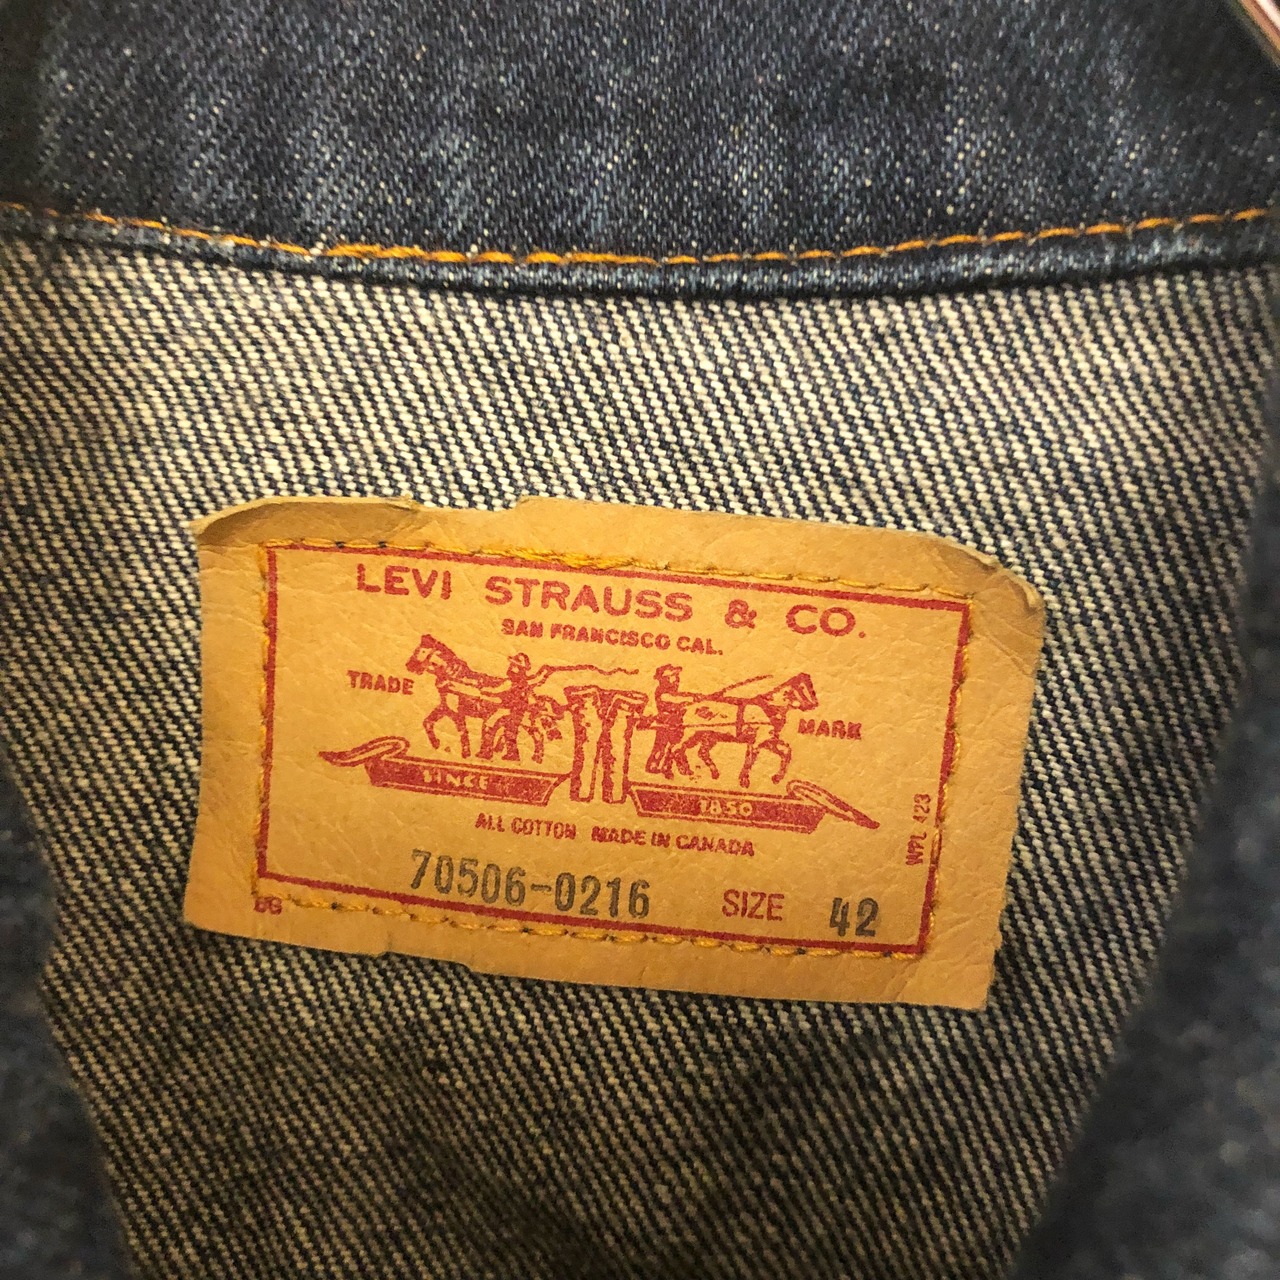 LEVI STRAUSS & CO.
SAN FRANCISCO CAL.
TRADE MARK
SINCE 1850
ALL COTTON MADE IN CANADA
WPL 423
70506-0216 SIZE 42